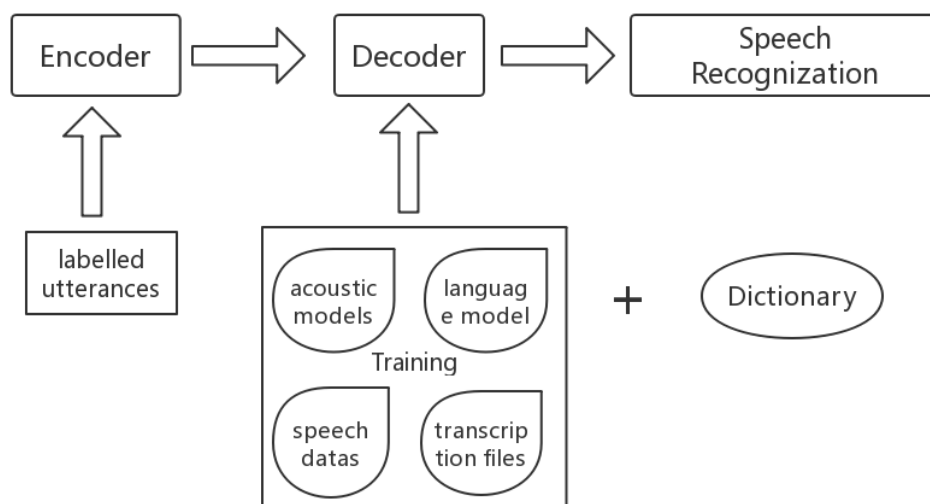 Encoder
Decoder
Speech
Recognization
labelled
utterances
acoustic
models
languag
e model
Training
speech
datas
transcrip
tion files
+
Dictionary